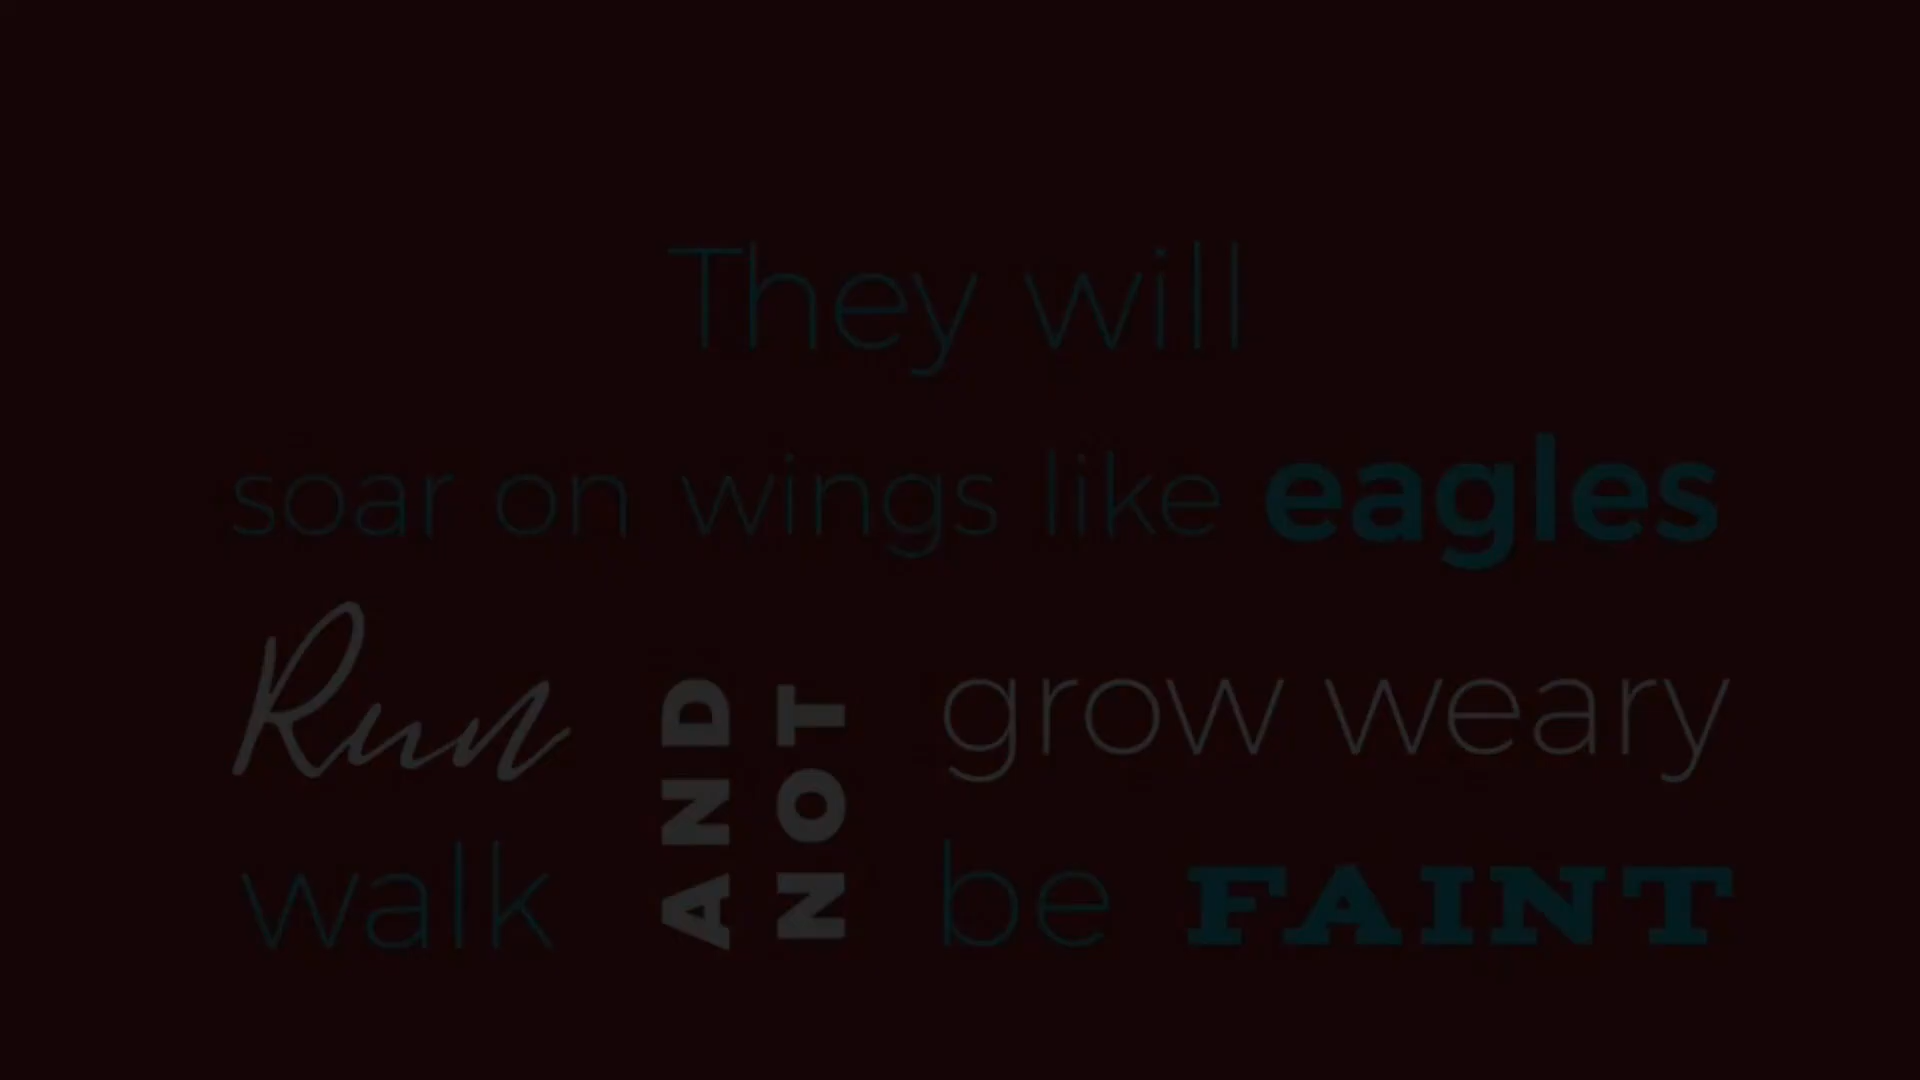 They will
soar on wings like eagles
Run AND NOT grow weary
walk be FAINT